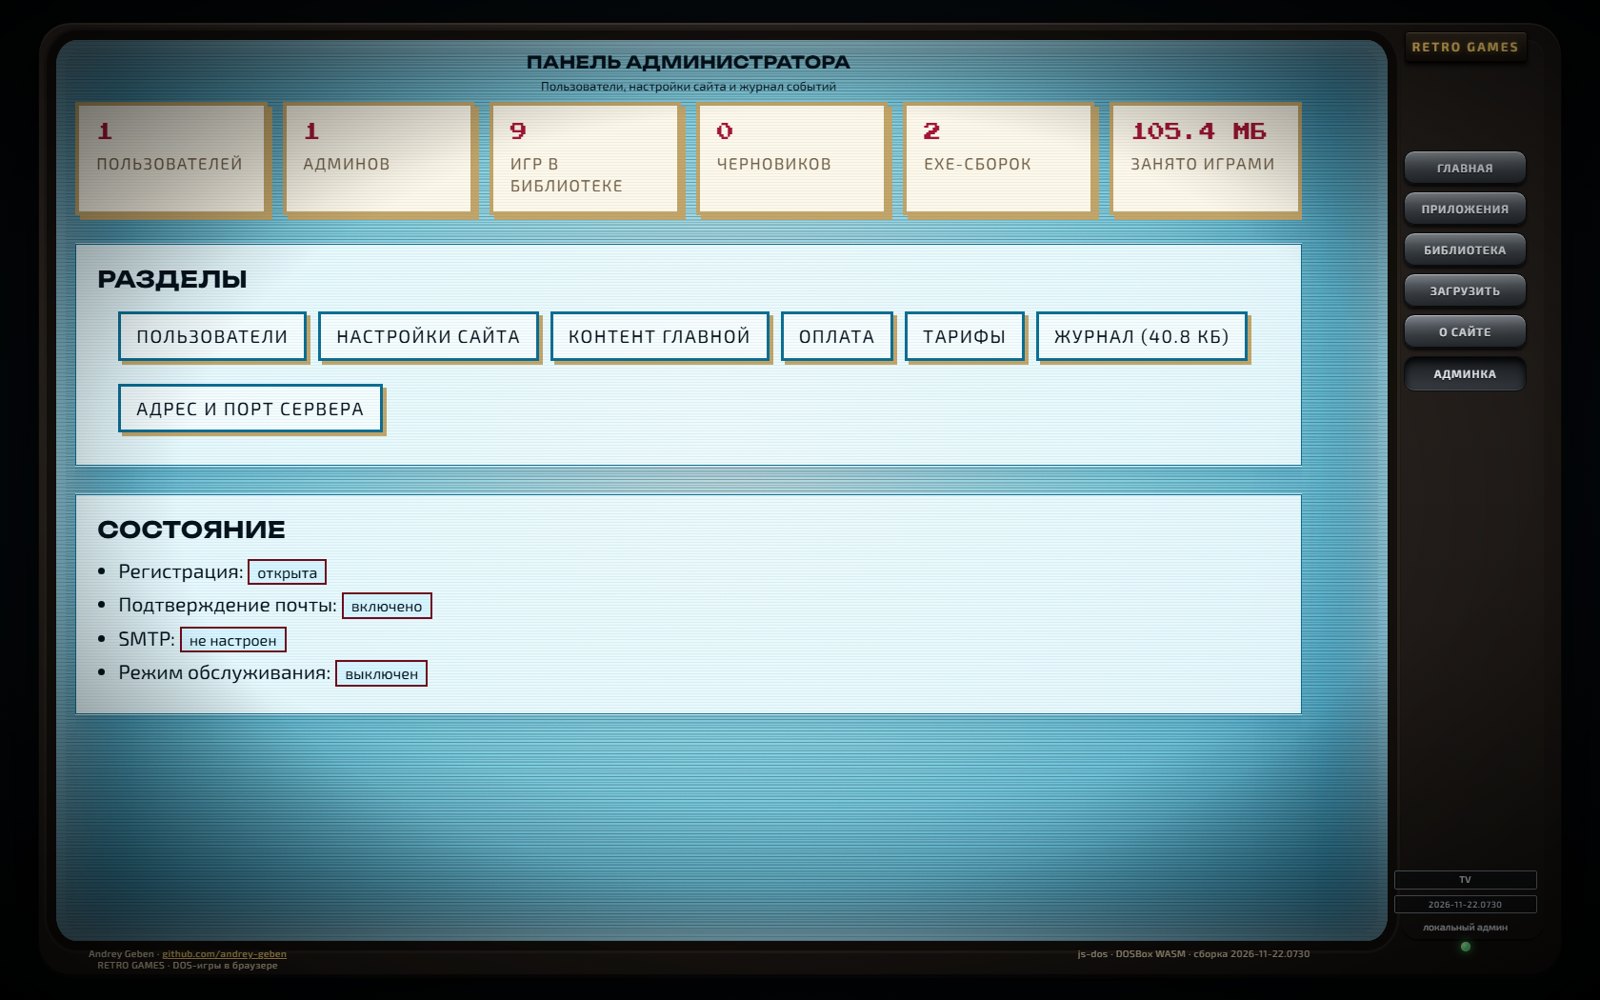 ПАНЕЛЬ АДМИНИСТРАТОРА
Пользователи, настройки сайта и журнал событий
1
ПОЛЬЗОВАТЕЛЕЙ
1
АДМИНОВ
9
ИГР В
БИБЛИОТЕКЕ
0
ЧЕРНОВИКОВ
2
EXE-СБОРОК
105.4 МБ
ЗАНЯТО ИГРАМИ
РАЗДЕЛЫ
ПОЛЬЗОВАТЕЛИ
НАСТРОЙКИ САЙТА
КОНТЕНТ ГЛАВНОЙ
ОПЛАТА
ТАРИФЫ
ЖУРНАЛ (40.8 КБ)
АДРЕС И ПОРТ СЕРВЕРА
СОСТОЯНИЕ
• Регистрация: открыта
• Подтверждение почты: включено
• SMTP: не настроен
• Режим обслуживания: выключен
RETRO GAMES
ГЛАВНАЯ
ПРИЛОЖЕНИЯ
БИБЛИОТЕКА
ЗАГРУЗИТЬ
О САЙТЕ
АДМИНКА
TV
2026-11-22.0730
локальный админ
Andrey Geben · github.com/andrey-geben
RETRO GAMES · DOS-игры в браузере
js-dos · DOSBox WASM · сборка 2026-11-22.0730